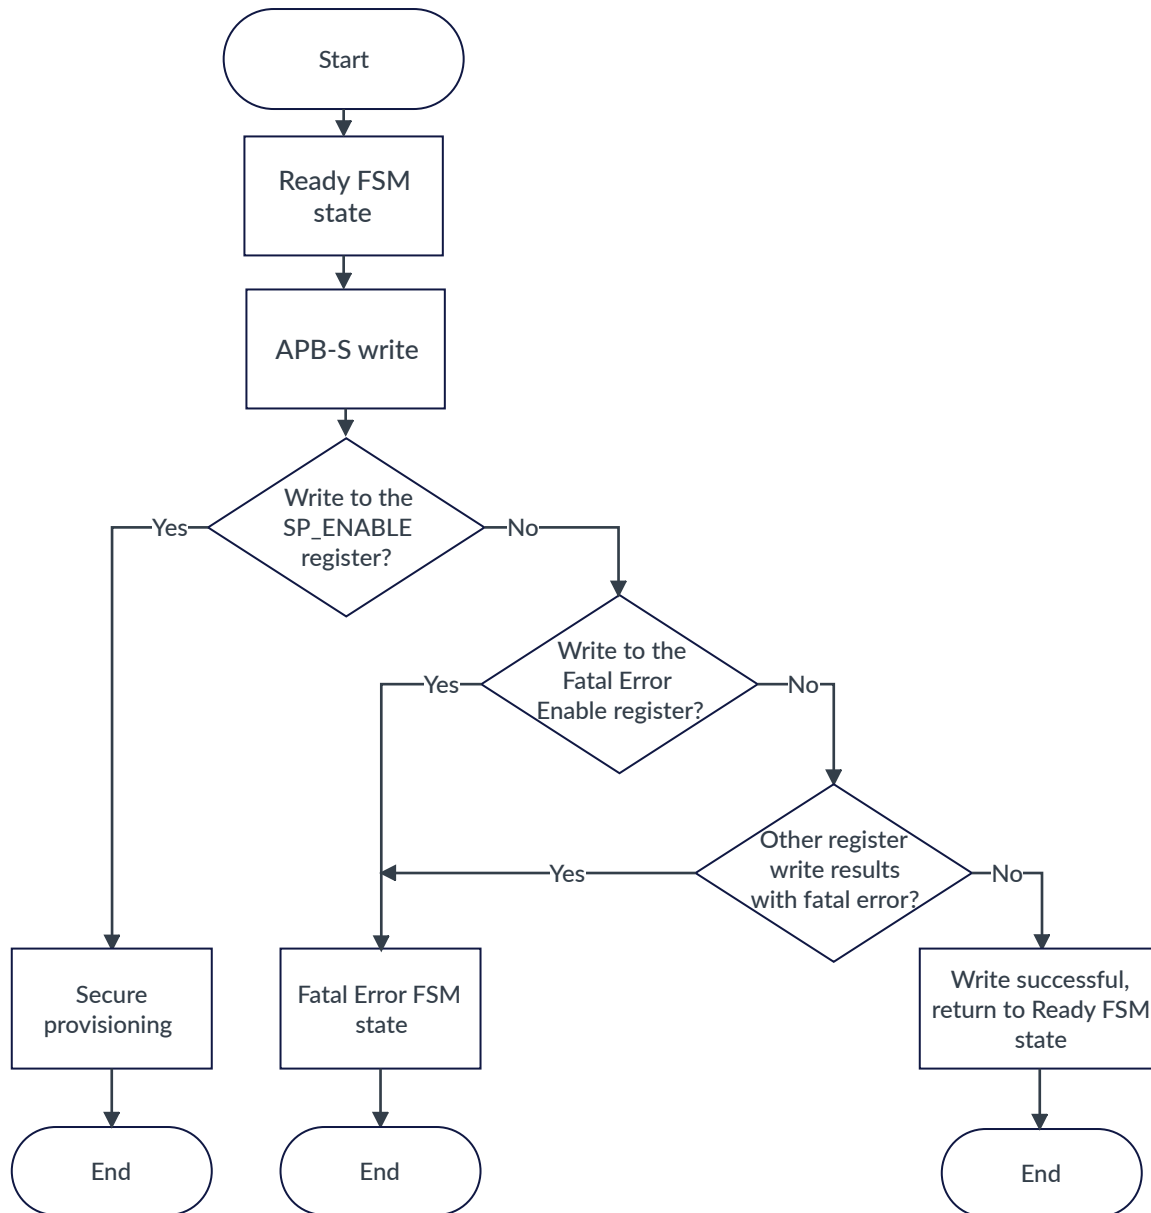 Start
Ready FSM
state
APB-S write
Write to the
SP_ENABLE
register?
Yes
No
Write to the
Fatal Error
Enable register?
Yes
No
Other register
write results
with fatal error?
Yes
No
Secure
provisioning
Fatal Error FSM
state
Write successful,
return to Ready FSM
state
End
End
End